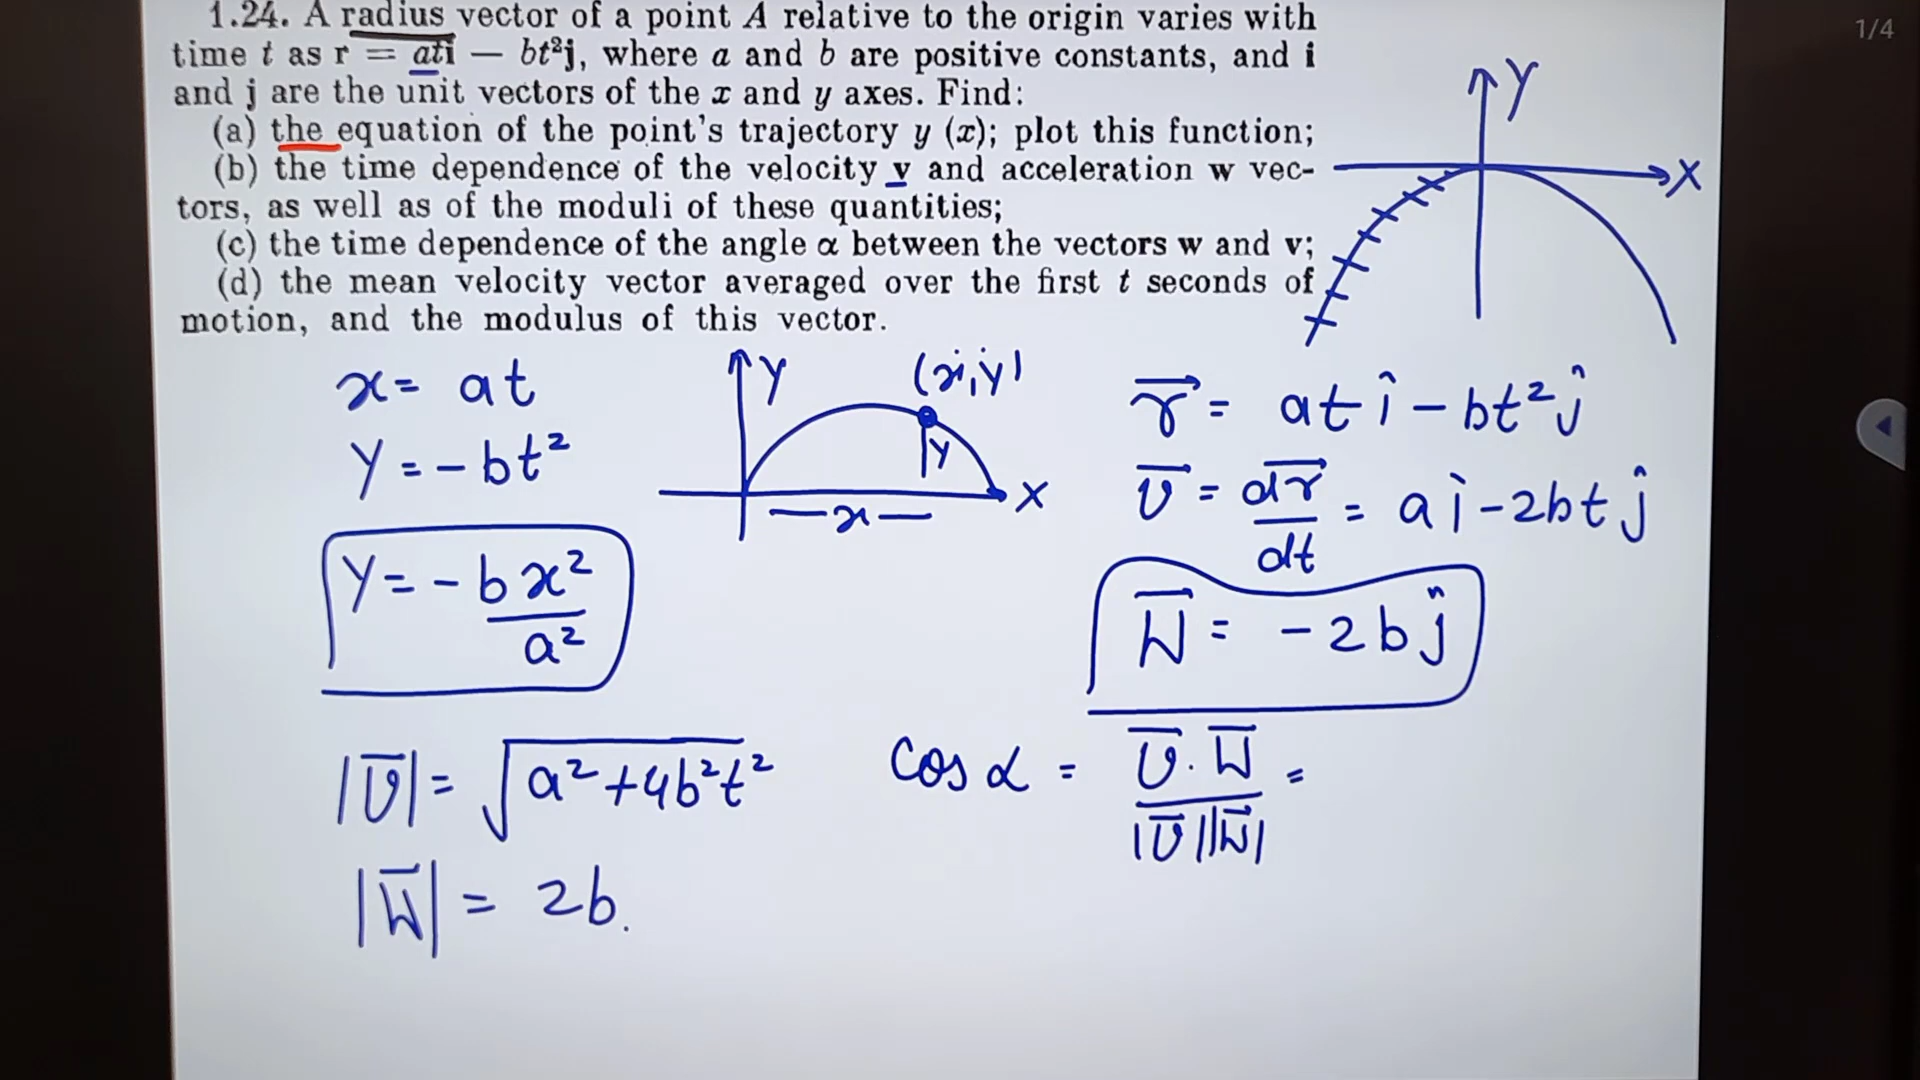 1/4
1.24. A radius vector of a point A relative to the origin varies with
time t as r = ati − bt²j, where a and b are positive constants, and i
and j are the unit vectors of the x and y axes. Find:
(a) the equation of the point's trajectory y (x); plot this function;
(b) the time dependence of the velocity v and acceleration w vec-
tors, as well as of the moduli of these quantities;
(c) the time dependence of the angle α between the vectors w and v;
(d) the mean velocity vector averaged over the first t seconds of
motion, and the modulus of this vector.
Y
X
x = at
Y = -bt²
Y = -bx²/a²
Y
(x,y)
Y
X
x
r⃗ = at î - bt² ĵ
v̄ = dr⃗/dt = a î - 2bt ĵ
W̄ = -2b ĵ
|v̄| = √a²+4b²t²
|W̄| = 2b.
Cos α = v̄.W̄/|v̄||W̄| =